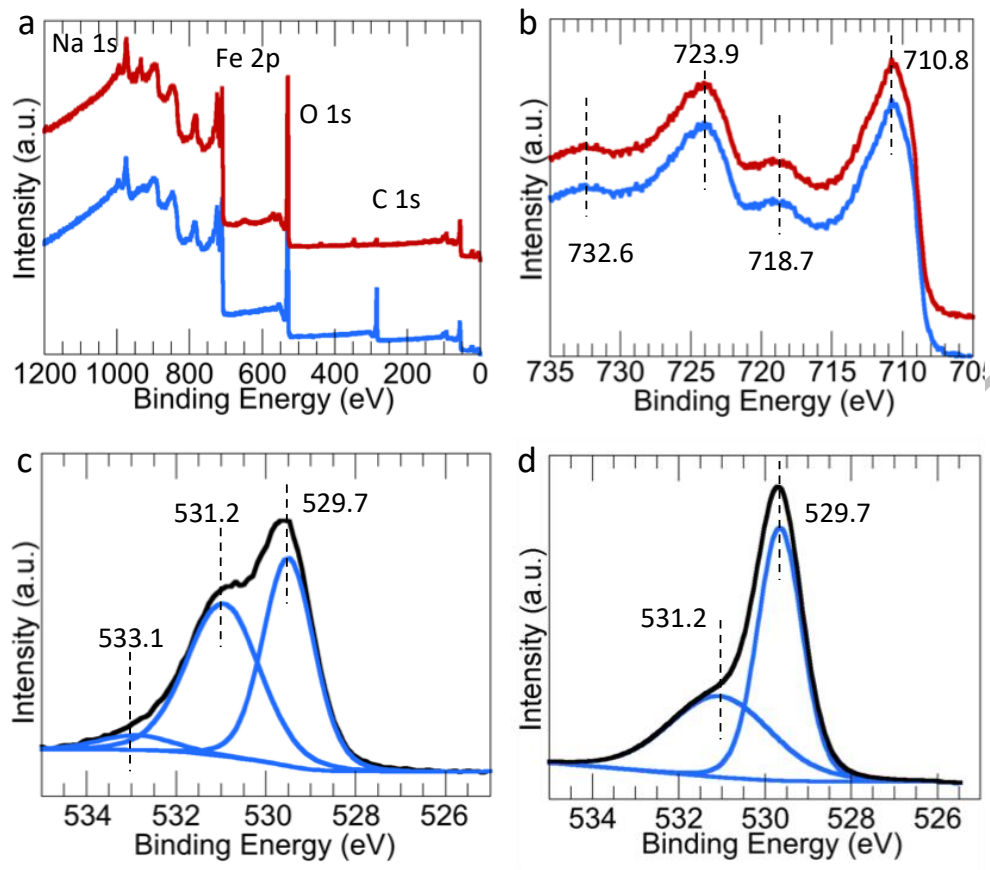 a
Na 1s
Fe 2p
O 1s
C 1s
Intensity (a.u.)
1200 1000 800 600 400 200 0
Binding Energy (eV)
b
723.9
710.8
732.6
718.7
Intensity (a.u.)
735 730 725 720 715 710 705
Binding Energy (eV)
c
531.2
529.7
533.1
Intensity (a.u.)
534 532 530 528 526
Binding Energy (eV)
d
529.7
531.2
Intensity (a.u.)
534 532 530 528 526
Binding Energy (eV)